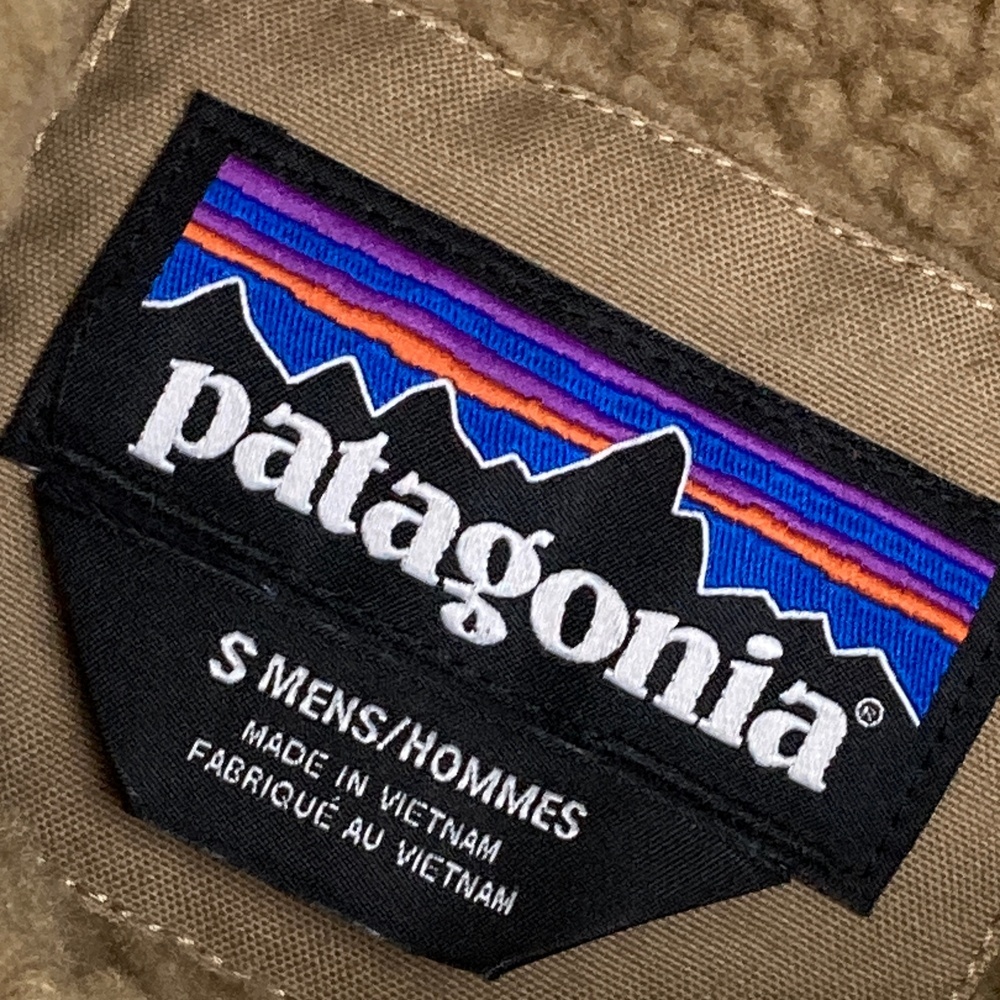 patagonia®
S MENS/HOMMES
MADE IN VIETNAM
FABRIQUÉ AU VIETNAM